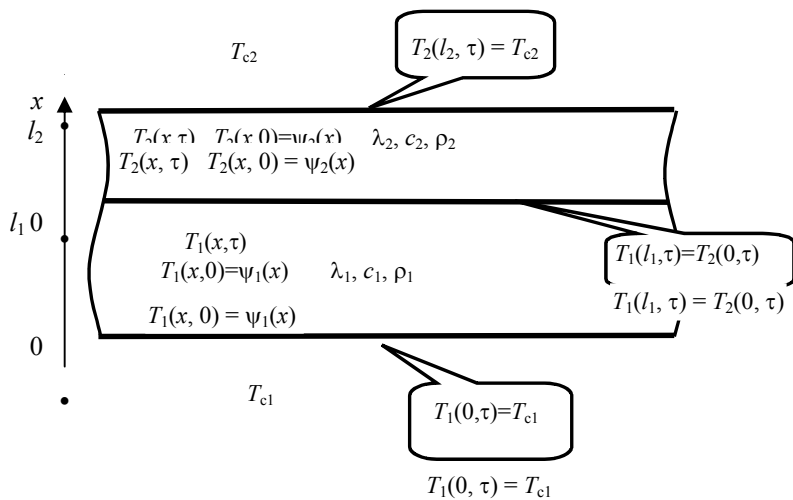 T_c2
T_2(l_2, τ) = T_c2
x
l_2
T_2(x,τ) T_2(x,0)=ψ_2(x) λ_2, c_2, ρ_2
T_2(x, τ) T_2(x, 0) = ψ_2(x)
l_1 0
T_1(x,τ)
T_1(x,0)=ψ_1(x) λ_1, c_1, ρ_1
T_1(l_1,τ)=T_2(0,τ)
T_1(l_1, τ) = T_2(0, τ)
T_1(x, 0) = ψ_1(x)
0
T_c1
T_1(0,τ)=T_c1
T_1(0, τ) = T_c1